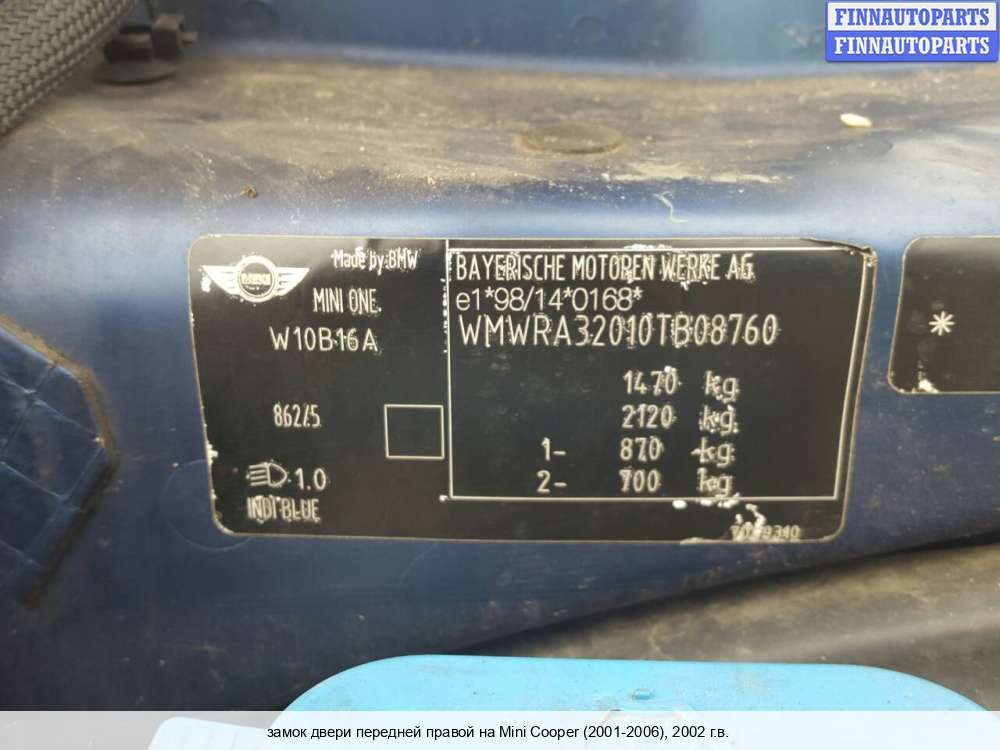 FINNAUTOPARTS
FINNAUTOPARTS
Made by BMW
MINI ONE.
W10B16A
862/5
1.0
INDI BLUE
BAYERISCHE MOTOREN WERKE AG
e1*98/14*0168*
WMWRA32010TB08760
1470 kg
2120 kg
1- 870 kg
2- 700 kg
*
замок двери передней правой на Mini Cooper (2001-2006), 2002 г.в.